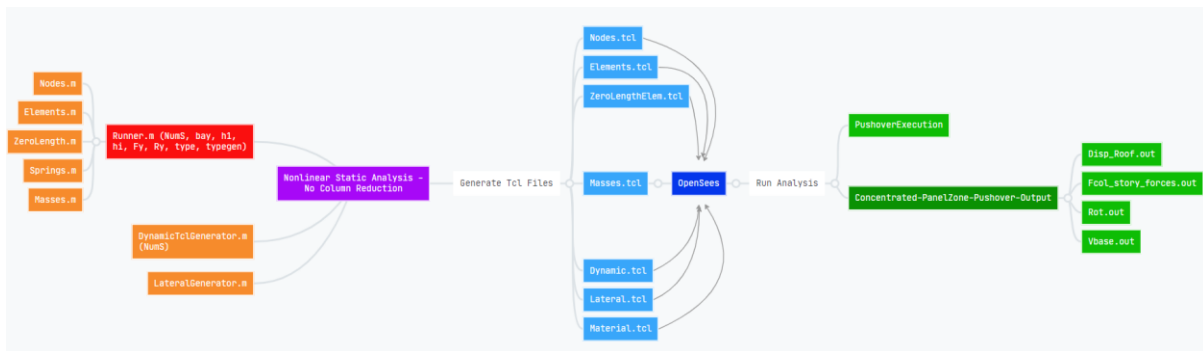 Nodes.m
Elements.m
ZeroLength.m
Springs.m
Masses.m
Runner.m (NumS, bay, h1,
hi, Fy, Ry, type, typegen)
DynamicTclGenerator.m
(NumS)
LateralGenerator.m
Nonlinear Static Analysis –
No Column Reduction
Generate Tcl Files
Nodes.tcl
Elements.tcl
ZeroLengthElem.tcl
Masses.tcl
Dynamic.tcl
Lateral.tcl
Material.tcl
OpenSees
Run Analysis
PushoverExecution
Concentrated-PanelZone-Pushover-Output
Disp_Roof.out
Fcol_story_forces.out
Rot.out
Vbase.out